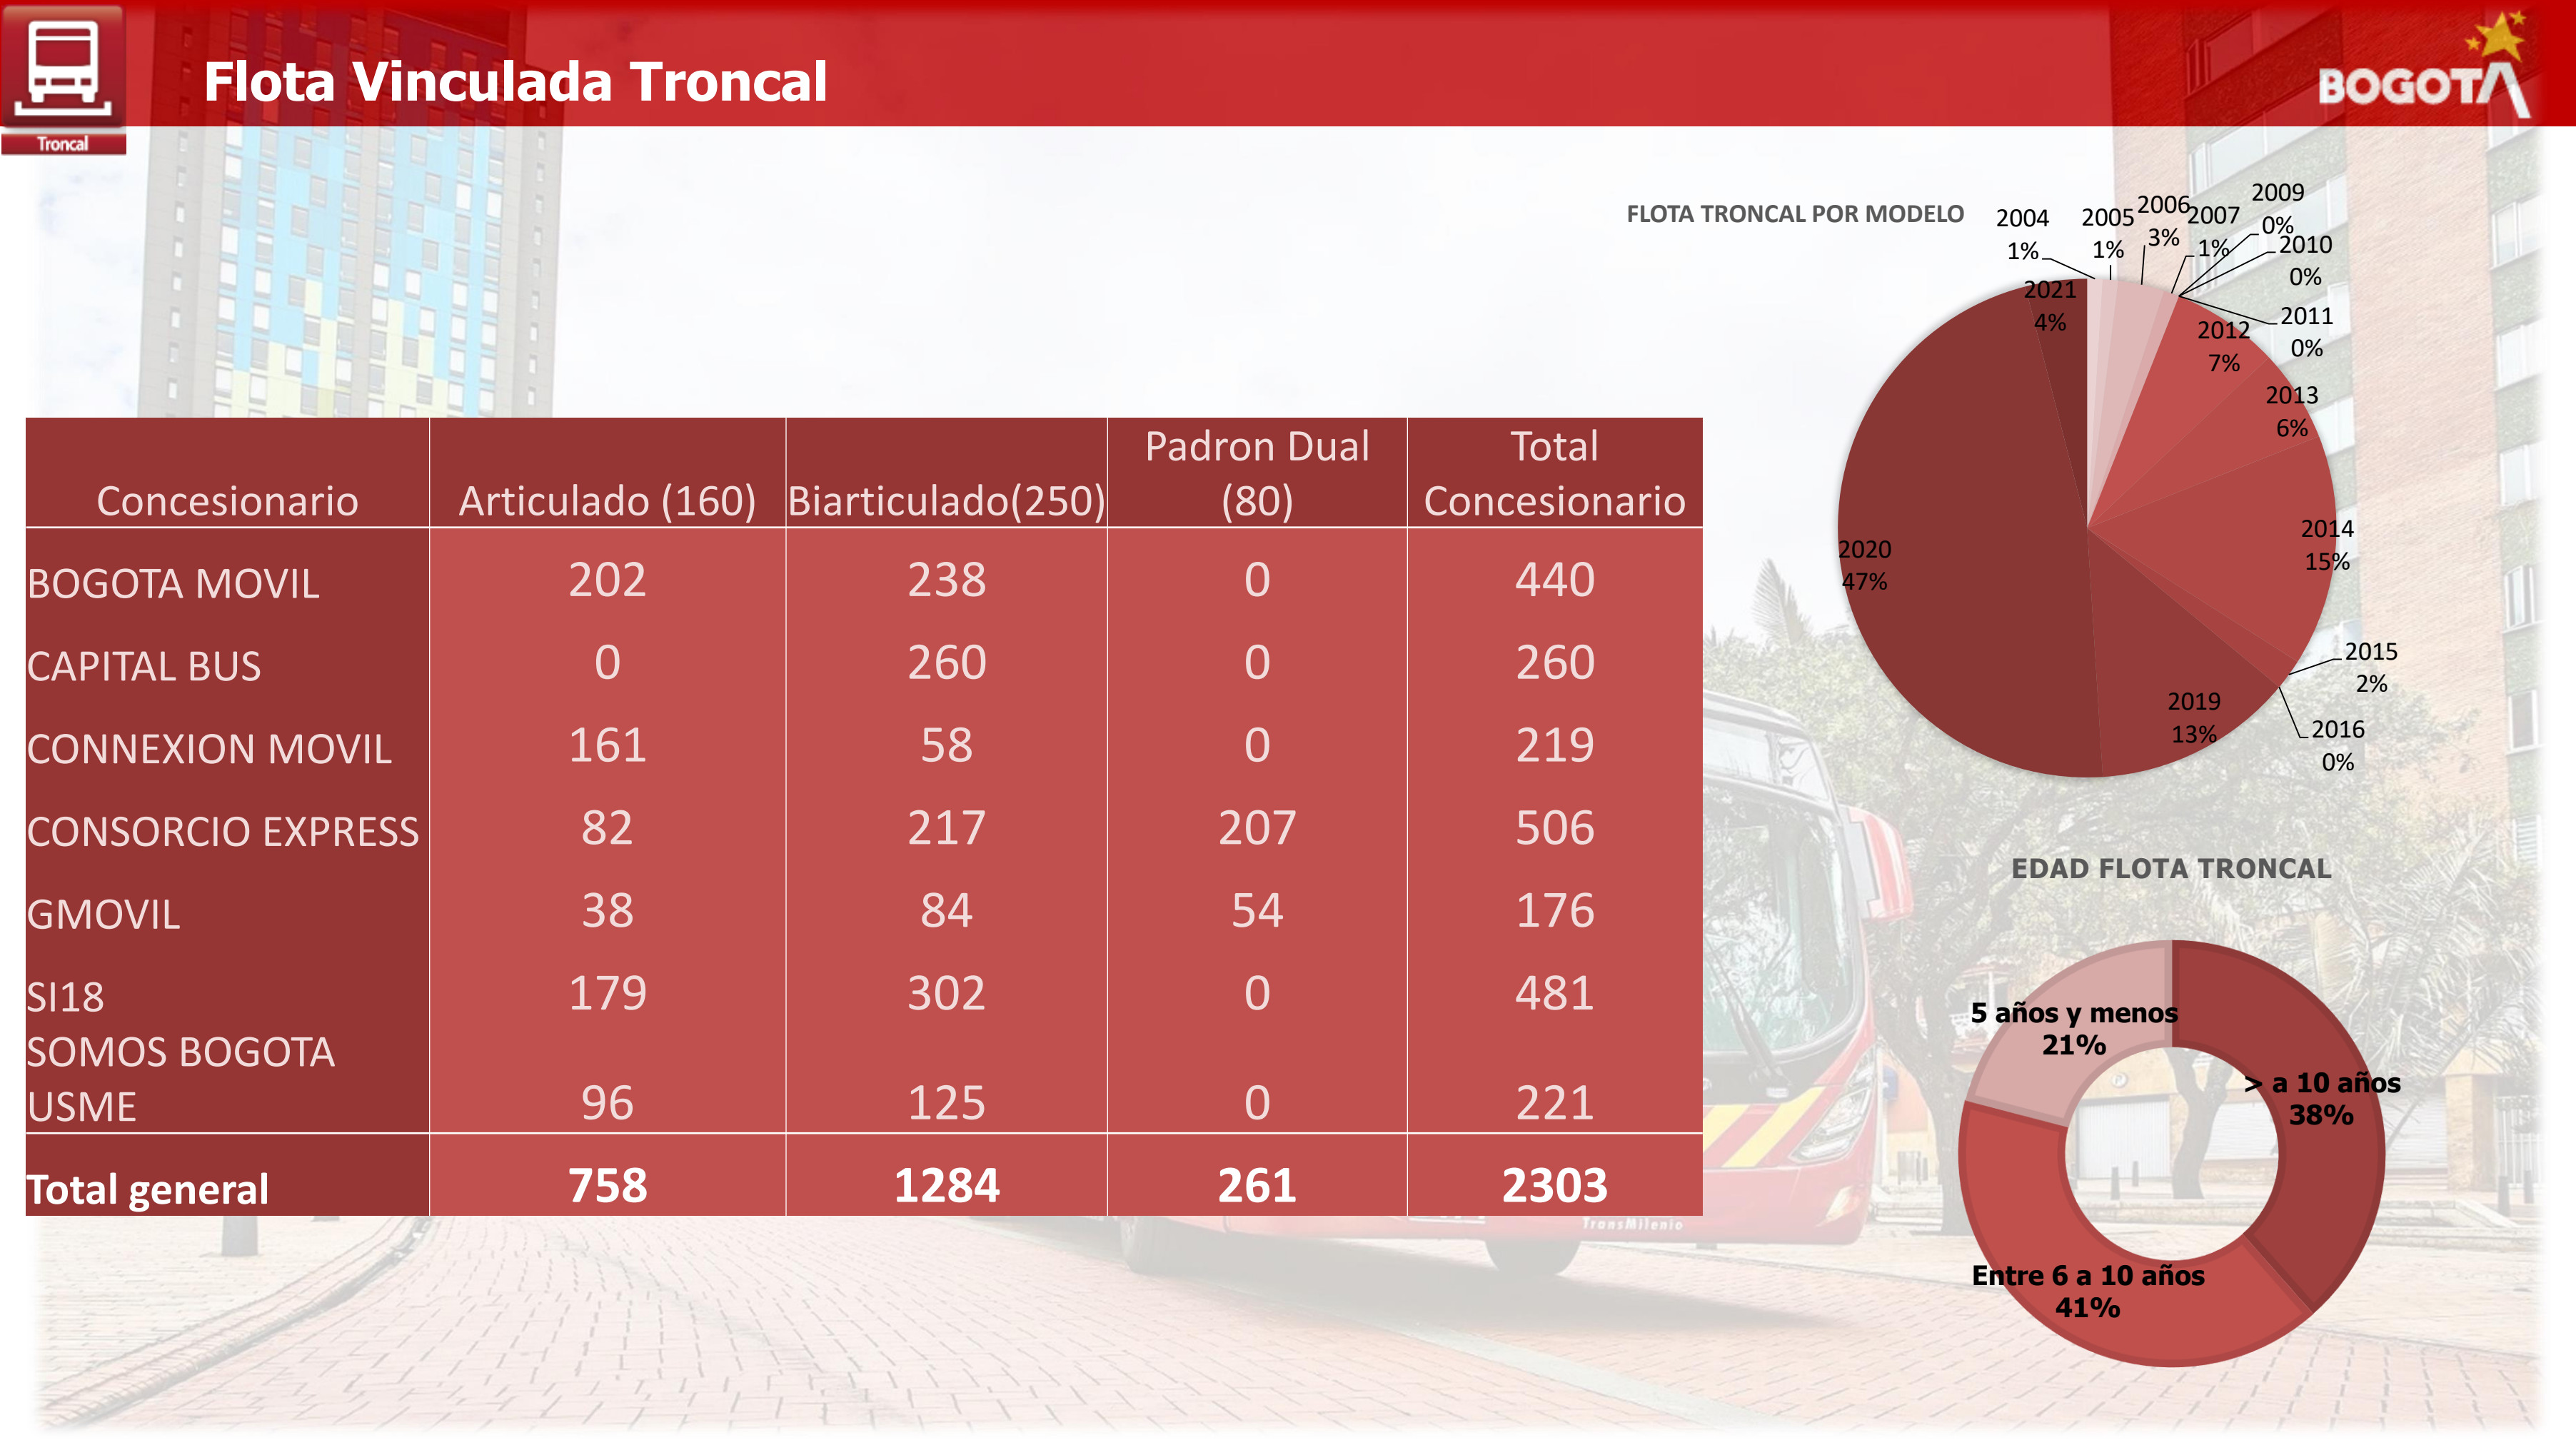 Troncal
Flota Vinculada Troncal
BOGOTÁ
FLOTA TRONCAL POR MODELO
2004
1%
2005
1%
2006
3%
2007
1%
2009
0%
2010
0%
2011
0%
2012
7%
2013
6%
2014
15%
2015
2%
2016
0%
2019
13%
2020
47%
2021
4%
Concesionario Articulado (160) Biarticulado(250) Padron Dual (80) Total Concesionario
BOGOTA MOVIL 202 238 0 440
CAPITAL BUS 0 260 0 260
CONNEXION MOVIL 161 58 0 219
CONSORCIO EXPRESS 82 217 207 506
GMOVIL 38 84 54 176
SI18 179 302 0 481
SOMOS BOGOTA
USME 96 125 0 221
Total general 758 1284 261 2303
EDAD FLOTA TRONCAL
5 años y menos
21%
> a 10 años
38%
Entre 6 a 10 años
41%
TransMilenio